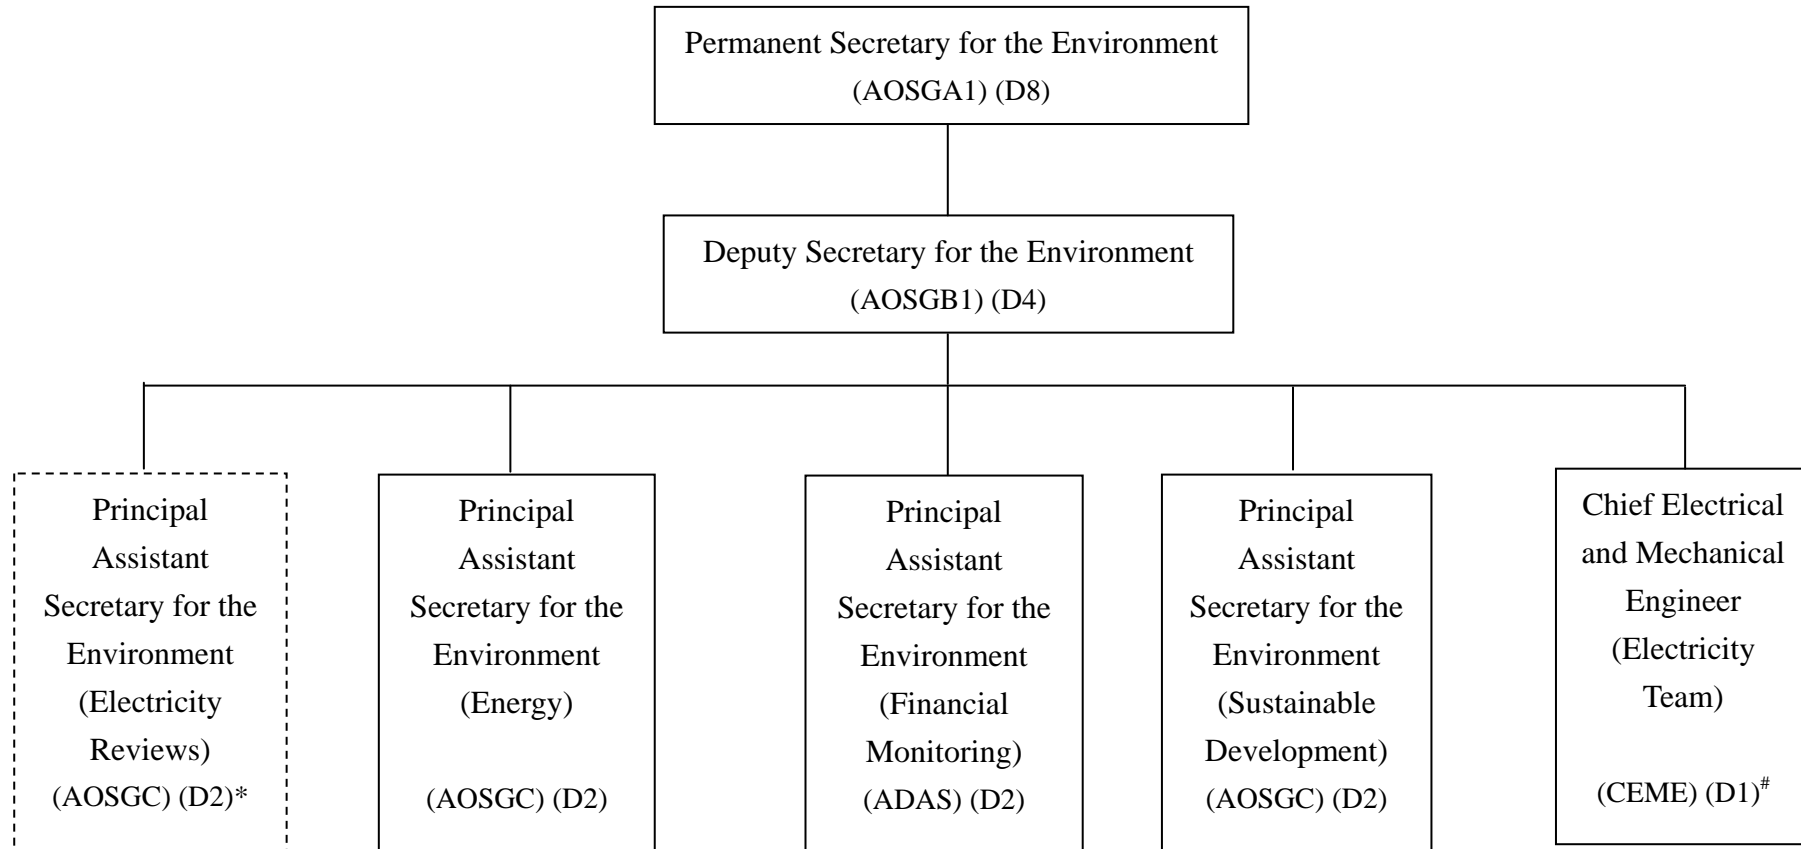 Permanent Secretary for the Environment
(AOSGA1) (D8)
Deputy Secretary for the Environment
(AOSGB1) (D4)
Principal
Assistant
Secretary for the
Environment
(Electricity
Reviews)
(AOSGC) (D2)*
Principal
Assistant
Secretary for the
Environment
(Energy)
(AOSGC) (D2)
Principal
Assistant
Secretary for the
Environment
(Financial
Monitoring)
(ADAS) (D2)
Principal
Assistant
Secretary for the
Environment
(Sustainable
Development)
(AOSGC) (D2)
Chief Electrical
and Mechanical
Engineer
(Electricity
Team)
(CEME) (D1)#